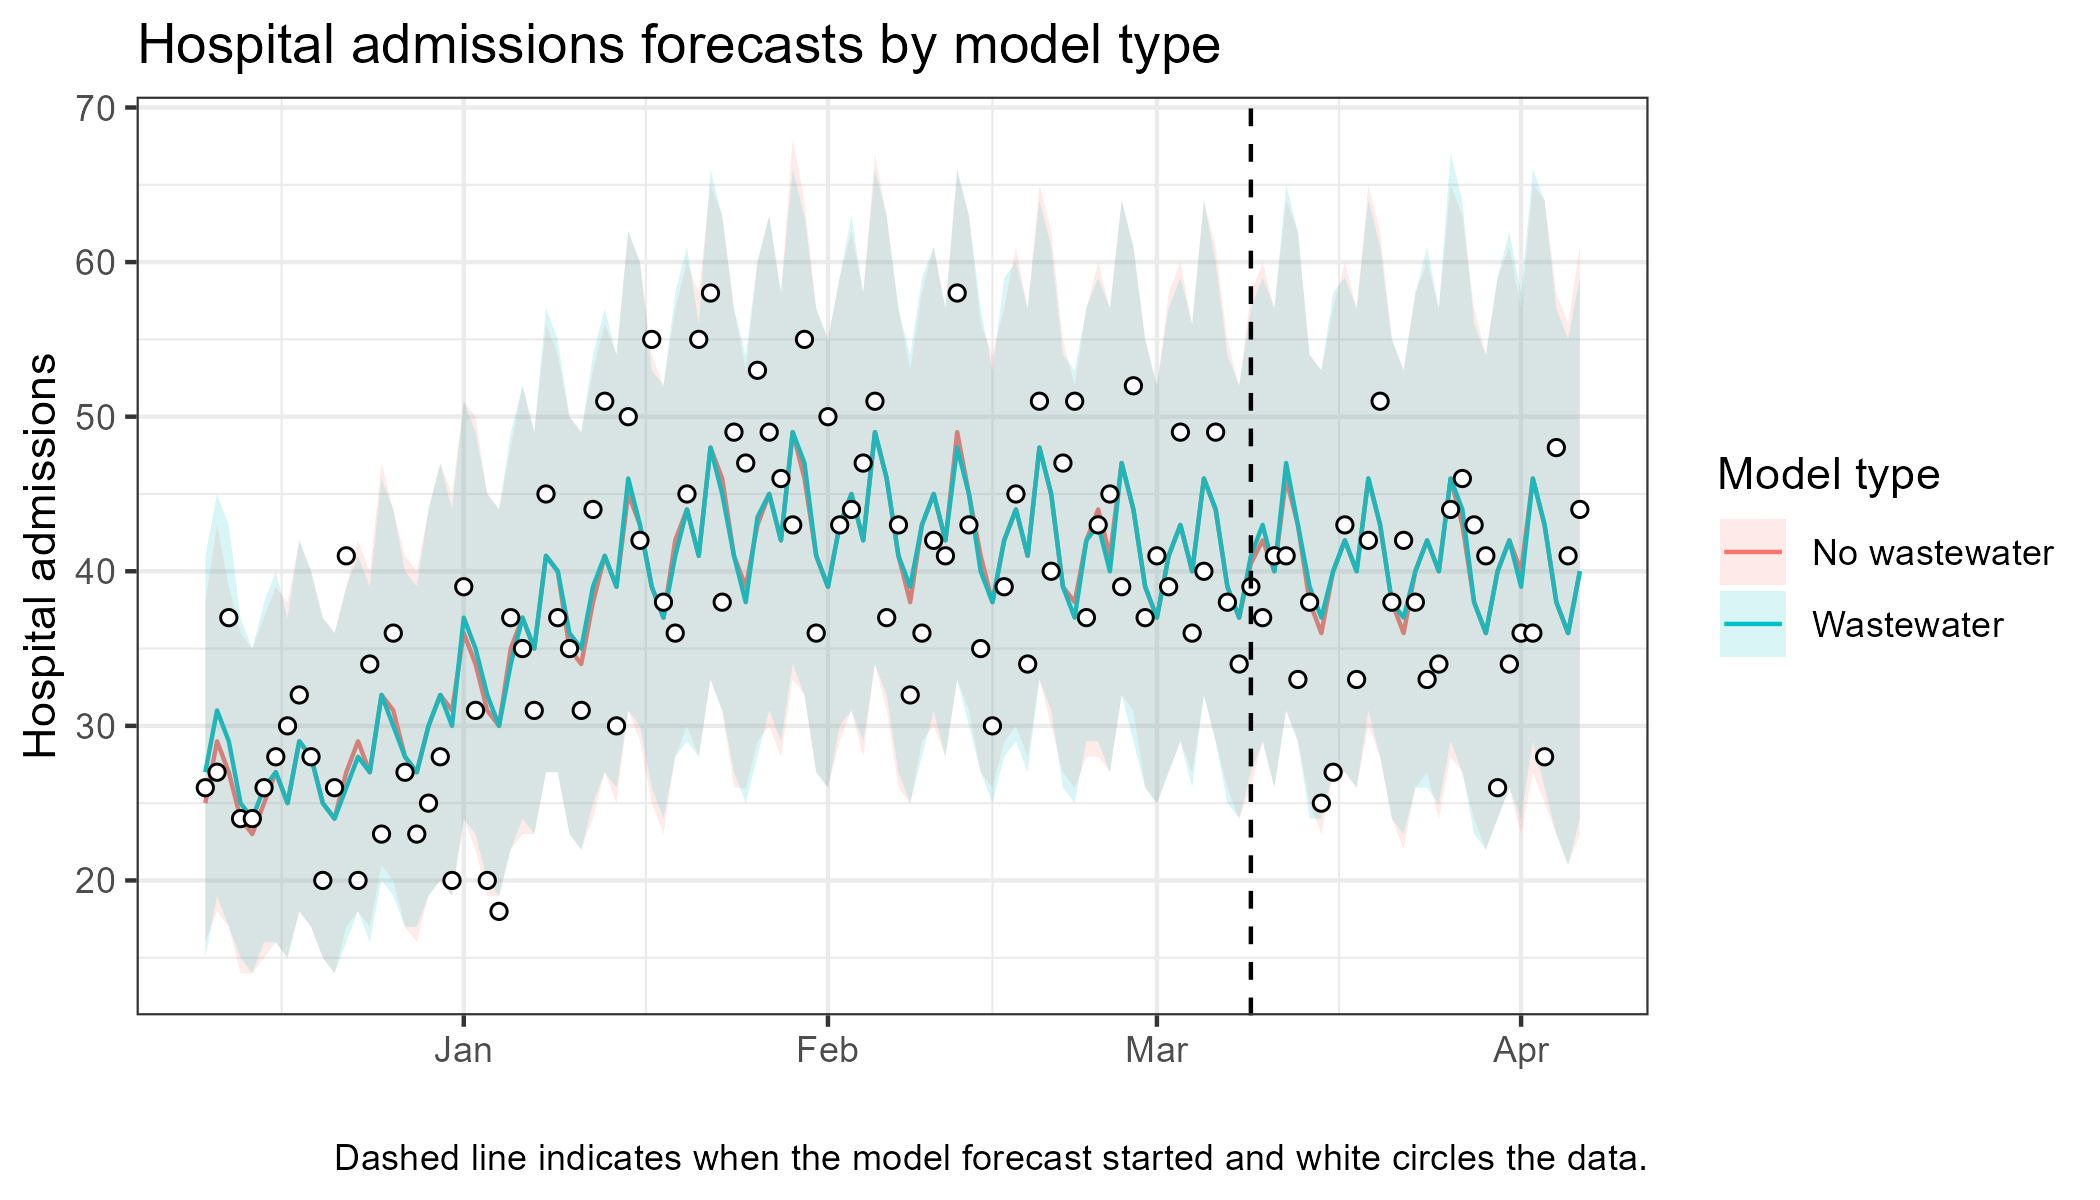 Hospital admissions forecasts by model type
Hospital admissions
70
60
50
40
30
20
Jan
Feb
Mar
Apr
Model type
No wastewater
Wastewater
Dashed line indicates when the model forecast started and white circles the data.